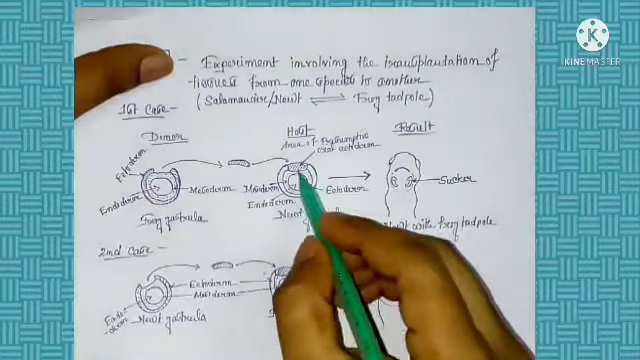 KINEMASTER
Experiment involving the transplantation of
tissues from one species to another
(Salamander/Newt ⇌ Frog tadpole)
1st Case -
Donor
Host
Result
Area of
oral ectoderm
Ectoderm
Endoderm
Mesoderm
Mesoderm
Ectoderm
Endoderm
Sucker
Frog gastrula
Newt
with frog tadpole
2nd Case -
Ectoderm
Mesoderm
Endo-
derm
Newt gastrula